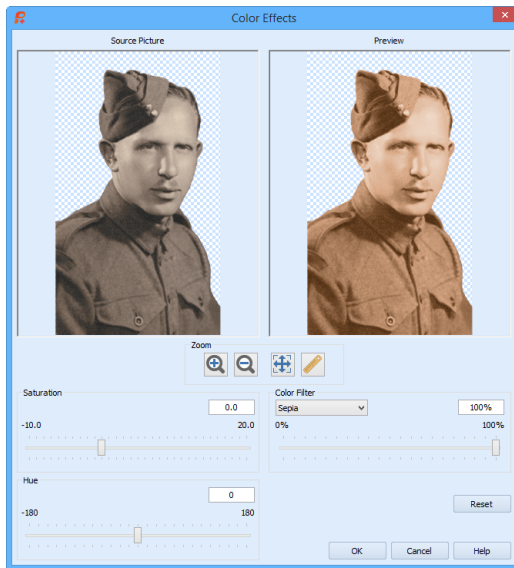 Color Effects
Source Picture
Preview
Zoom
Saturation
0.0
-10.0 20.0
Color Filter
Sepia 100%
0% 100%
Hue
0
-180 180
Reset
OK Cancel Help